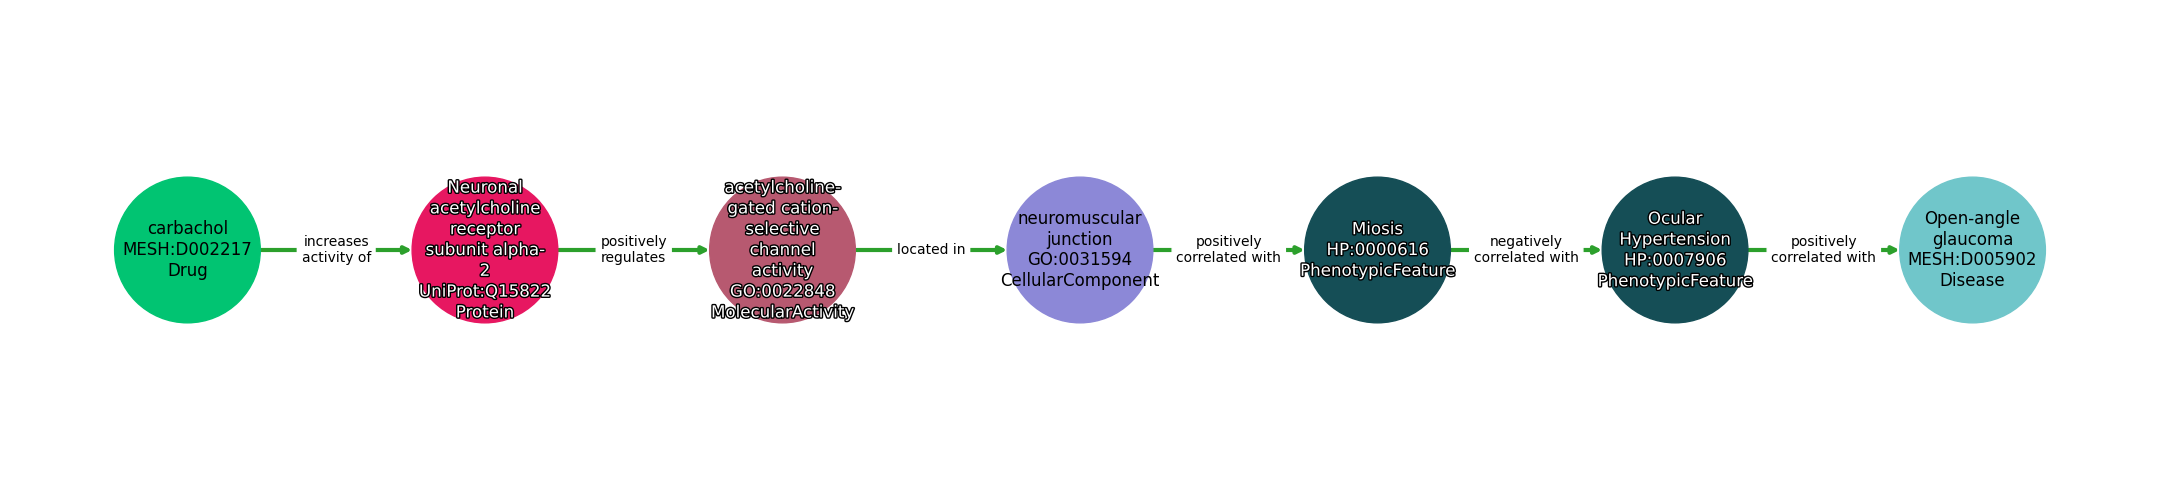 carbachol
MESH:D002217
Drug
increases
activity of
Neuronal
acetylcholine
receptor
subunit alpha-
2
UniProt:Q15822
Protein
positively
regulates
acetylcholine-
gated cation-
selective
channel
activity
GO:0022848
MolecularActivity
located in
neuromuscular
junction
GO:0031594
CellularComponent
positively
correlated with
Miosis
HP:0000616
PhenotypicFeature
negatively
correlated with
Ocular
Hypertension
HP:0007906
PhenotypicFeature
positively
correlated with
Open-angle
glaucoma
MESH:D005902
Disease